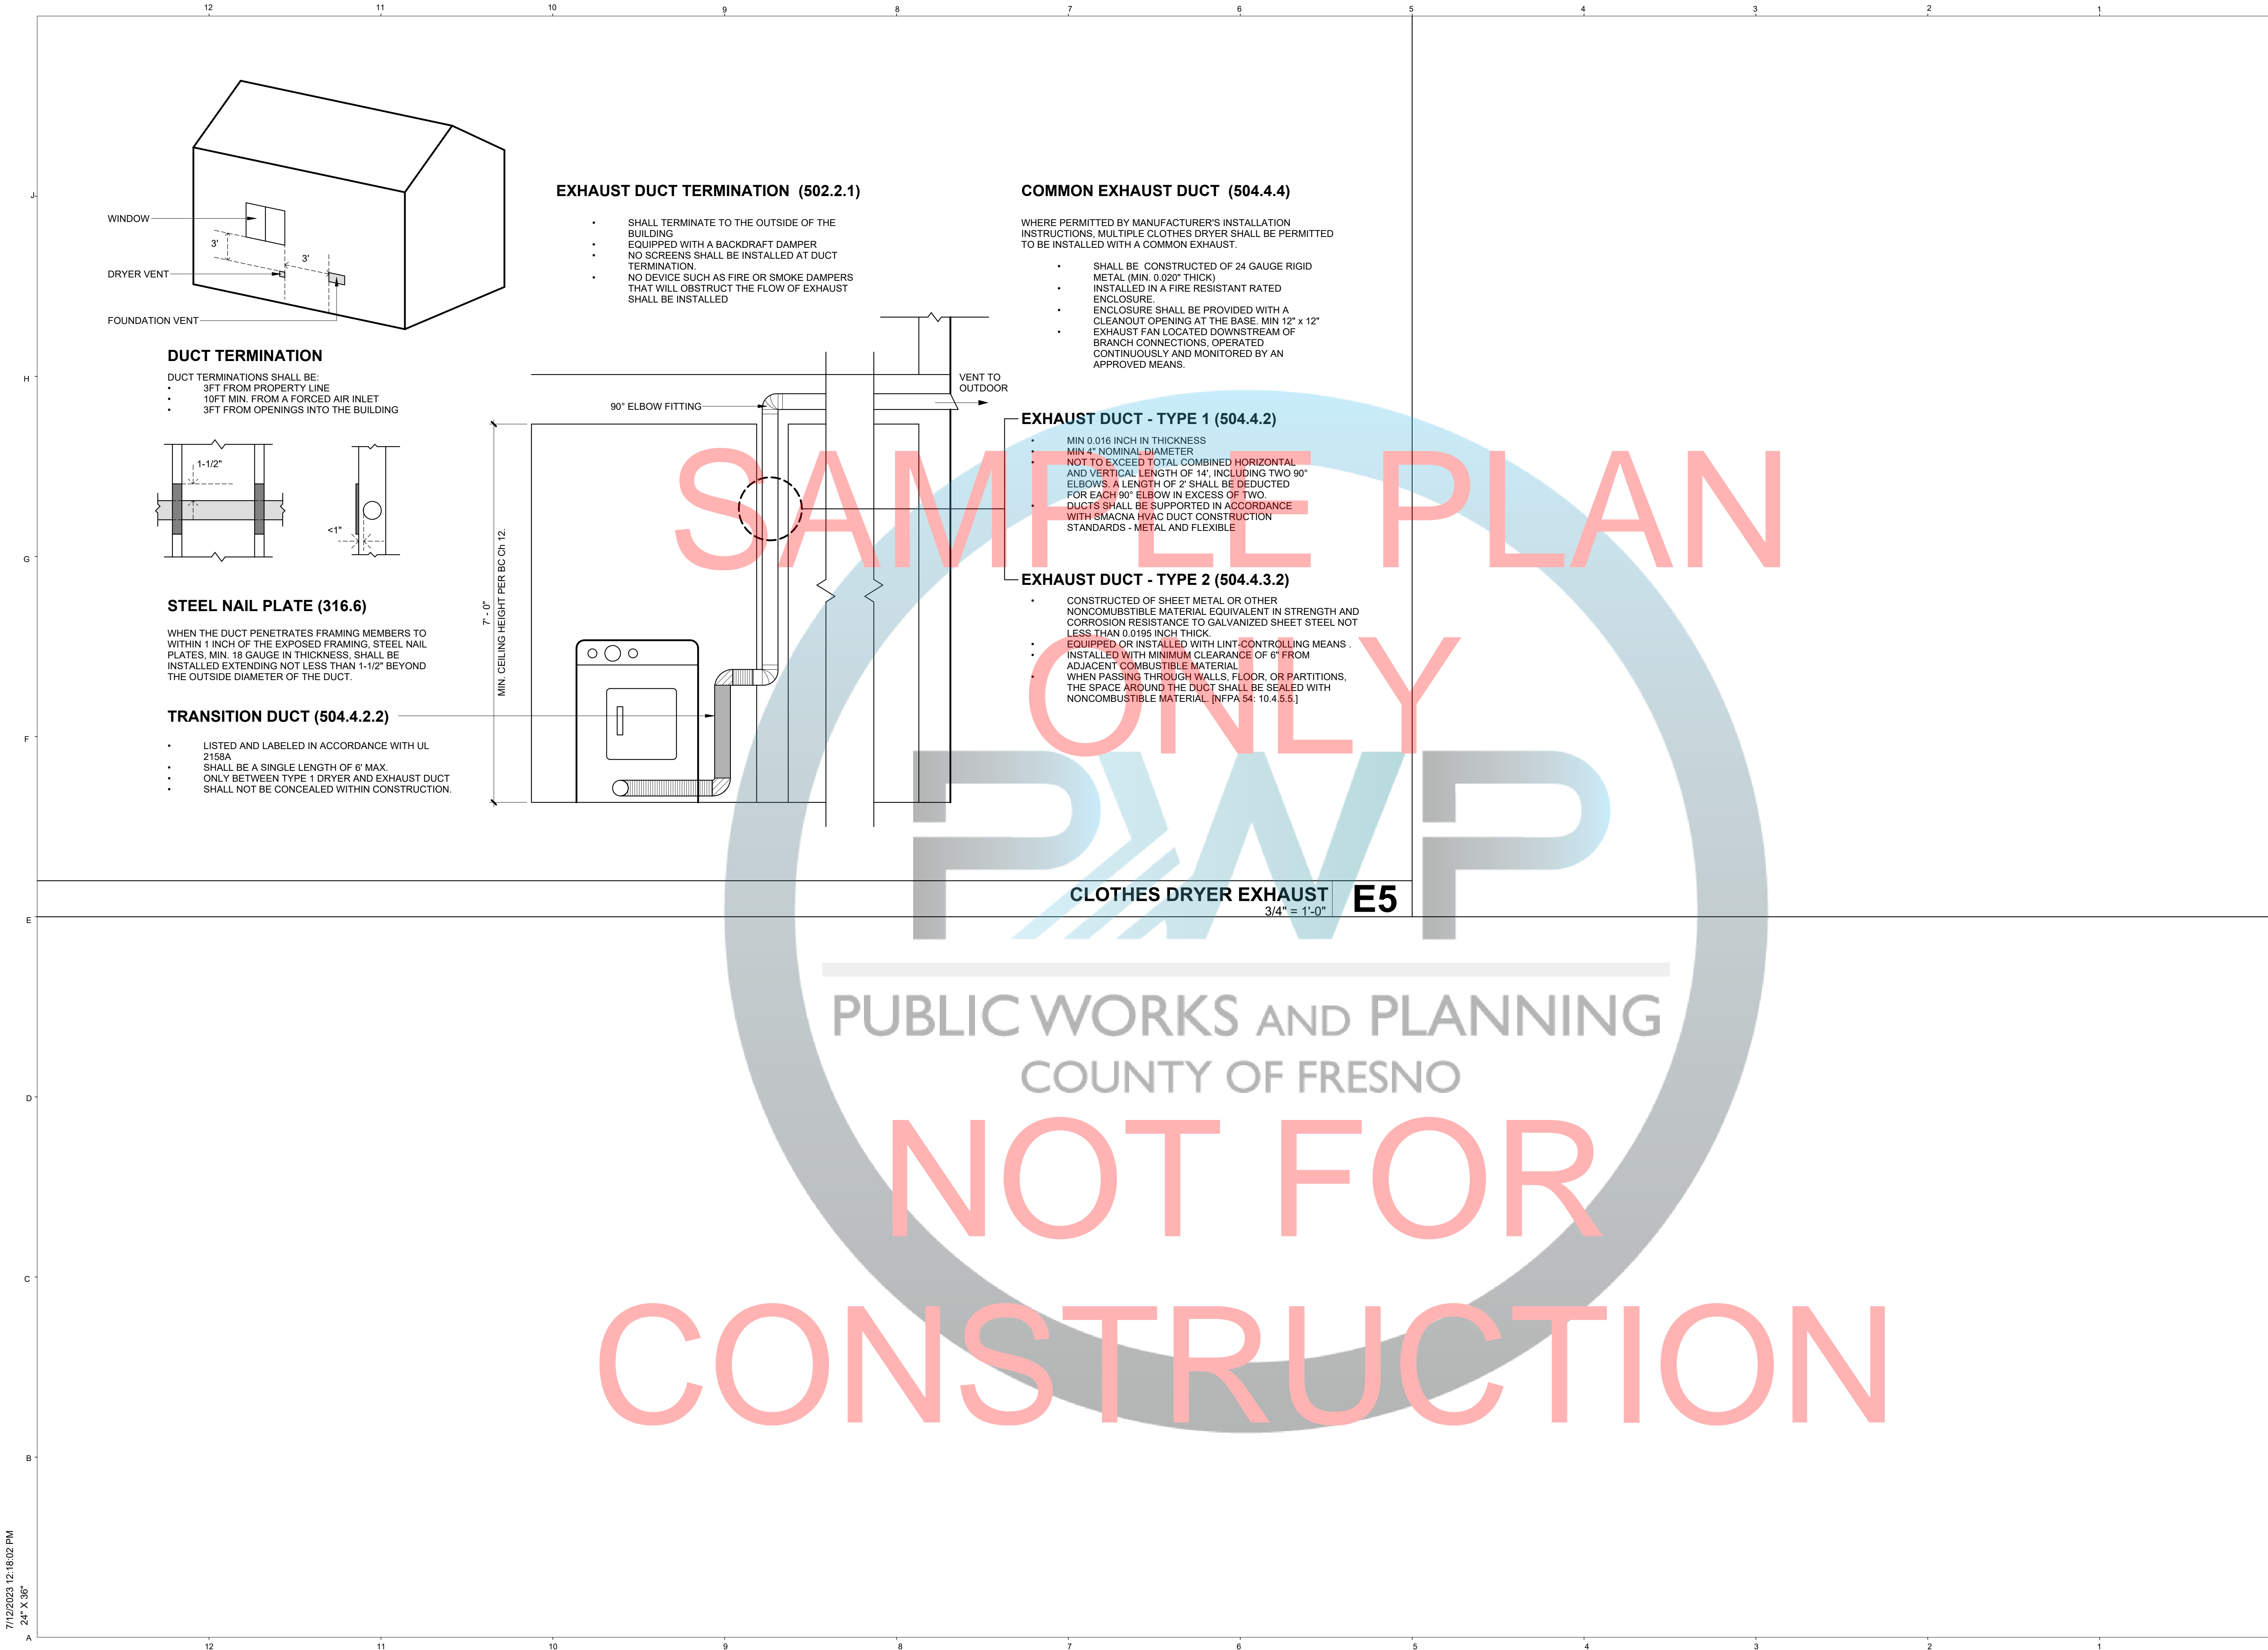 12 11 10 9 8 7 6 5 4 3 2 1
J
H
G
F
E
D
C
B
A
WINDOW
3'
3'
DRYER VENT
FOUNDATION VENT
DUCT TERMINATION
DUCT TERMINATIONS SHALL BE:
• 3FT FROM PROPERTY LINE
• 10FT MIN. FROM A FORCED AIR INLET
• 3FT FROM OPENINGS INTO THE BUILDING
1-1/2"
<1"
STEEL NAIL PLATE (316.6)
WHEN THE DUCT PENETRATES FRAMING MEMBERS TO
WITHIN 1 INCH OF THE EXPOSED FRAMING, STEEL NAIL
PLATES, MIN. 18 GAUGE IN THICKNESS, SHALL BE
INSTALLED EXTENDING NOT LESS THAN 1-1/2" BEYOND
THE OUTSIDE DIAMETER OF THE DUCT.
TRANSITION DUCT (504.4.2.2)
• LISTED AND LABELED IN ACCORDANCE WITH UL
2158A
• SHALL BE A SINGLE LENGTH OF 6' MAX.
• ONLY BETWEEN TYPE 1 DRYER AND EXHAUST DUCT
• SHALL NOT BE CONCEALED WITHIN CONSTRUCTION.
EXHAUST DUCT TERMINATION (502.2.1)
• SHALL TERMINATE TO THE OUTSIDE OF THE
BUILDING
• EQUIPPED WITH A BACKDRAFT DAMPER
• NO SCREENS SHALL BE INSTALLED AT DUCT
TERMINATION.
• NO DEVICE SUCH AS FIRE OR SMOKE DAMPERS
THAT WILL OBSTRUCT THE FLOW OF EXHAUST
SHALL BE INSTALLED
90° ELBOW FITTING
VENT TO
OUTDOOR
7' - 0"
MIN. CEILING HEIGHT PER BC Ch 12.
COMMON EXHAUST DUCT (504.4.4)
WHERE PERMITTED BY MANUFACTURER'S INSTALLATION
INSTRUCTIONS, MULTIPLE CLOTHES DRYER SHALL BE PERMITTED
TO BE INSTALLED WITH A COMMON EXHAUST.
• SHALL BE CONSTRUCTED OF 24 GAUGE RIGID
METAL (MIN. 0.020" THICK)
• INSTALLED IN A FIRE RESISTANT RATED
ENCLOSURE.
• ENCLOSURE SHALL BE PROVIDED WITH A
CLEANOUT OPENING AT THE BASE. MIN 12" x 12"
• EXHAUST FAN LOCATED DOWNSTREAM OF
BRANCH CONNECTIONS, OPERATED
CONTINUOUSLY AND MONITORED BY AN
APPROVED MEANS.
EXHAUST DUCT - TYPE 1 (504.4.2)
• MIN 0.016 INCH IN THICKNESS
• MIN 4" NOMINAL DIAMETER
• NOT TO EXCEED TOTAL COMBINED HORIZONTAL
AND VERTICAL LENGTH OF 14', INCLUDING TWO 90°
ELBOWS. A LENGTH OF 2' SHALL BE DEDUCTED
FOR EACH 90° ELBOW IN EXCESS OF TWO.
• DUCTS SHALL BE SUPPORTED IN ACCORDANCE
WITH SMACNA HVAC DUCT CONSTRUCTION
STANDARDS - METAL AND FLEXIBLE
EXHAUST DUCT - TYPE 2 (504.4.3.2)
• CONSTRUCTED OF SHEET METAL OR OTHER
NONCOMUBSTIBLE MATERIAL EQUIVALENT IN STRENGTH AND
CORROSION RESISTANCE TO GALVANIZED SHEET STEEL NOT
LESS THAN 0.0195 INCH THICK.
• EQUIPPED OR INSTALLED WITH LINT-CONTROLLING MEANS .
• INSTALLED WITH MINIMUM CLEARANCE OF 6" FROM
ADJACENT COMBUSTIBLE MATERIAL
• WHEN PASSING THROUGH WALLS, FLOOR, OR PARTITIONS,
THE SPACE AROUND THE DUCT SHALL BE SEALED WITH
NONCOMBUSTIBLE MATERIAL. [NFPA 54: 10.4.5.5.]
CLOTHES DRYER EXHAUST
3/4" = 1'-0"
E5
SAMPLE PLAN
ONLY
PWP
PUBLIC WORKS AND PLANNING
COUNTY OF FRESNO
NOT FOR
CONSTRUCTION
7/12/2023 12:18:02 PM
24" X 36"
12 11 10 9 8 7 6 5 4 3 2 1